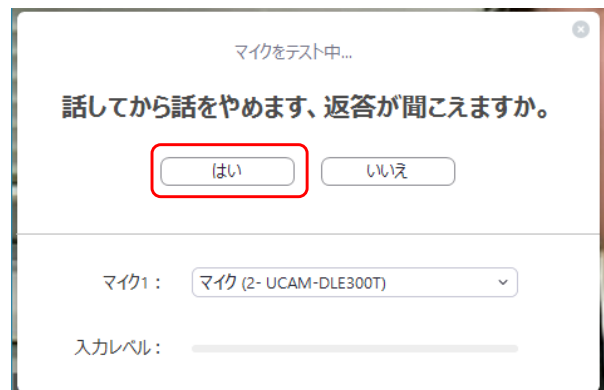 マイクをテスト中...
話してから話をやめます、返答が聞こえますか。
はい いいえ
マイク1： マイク (2- UCAM-DLE300T)
入力レベル：